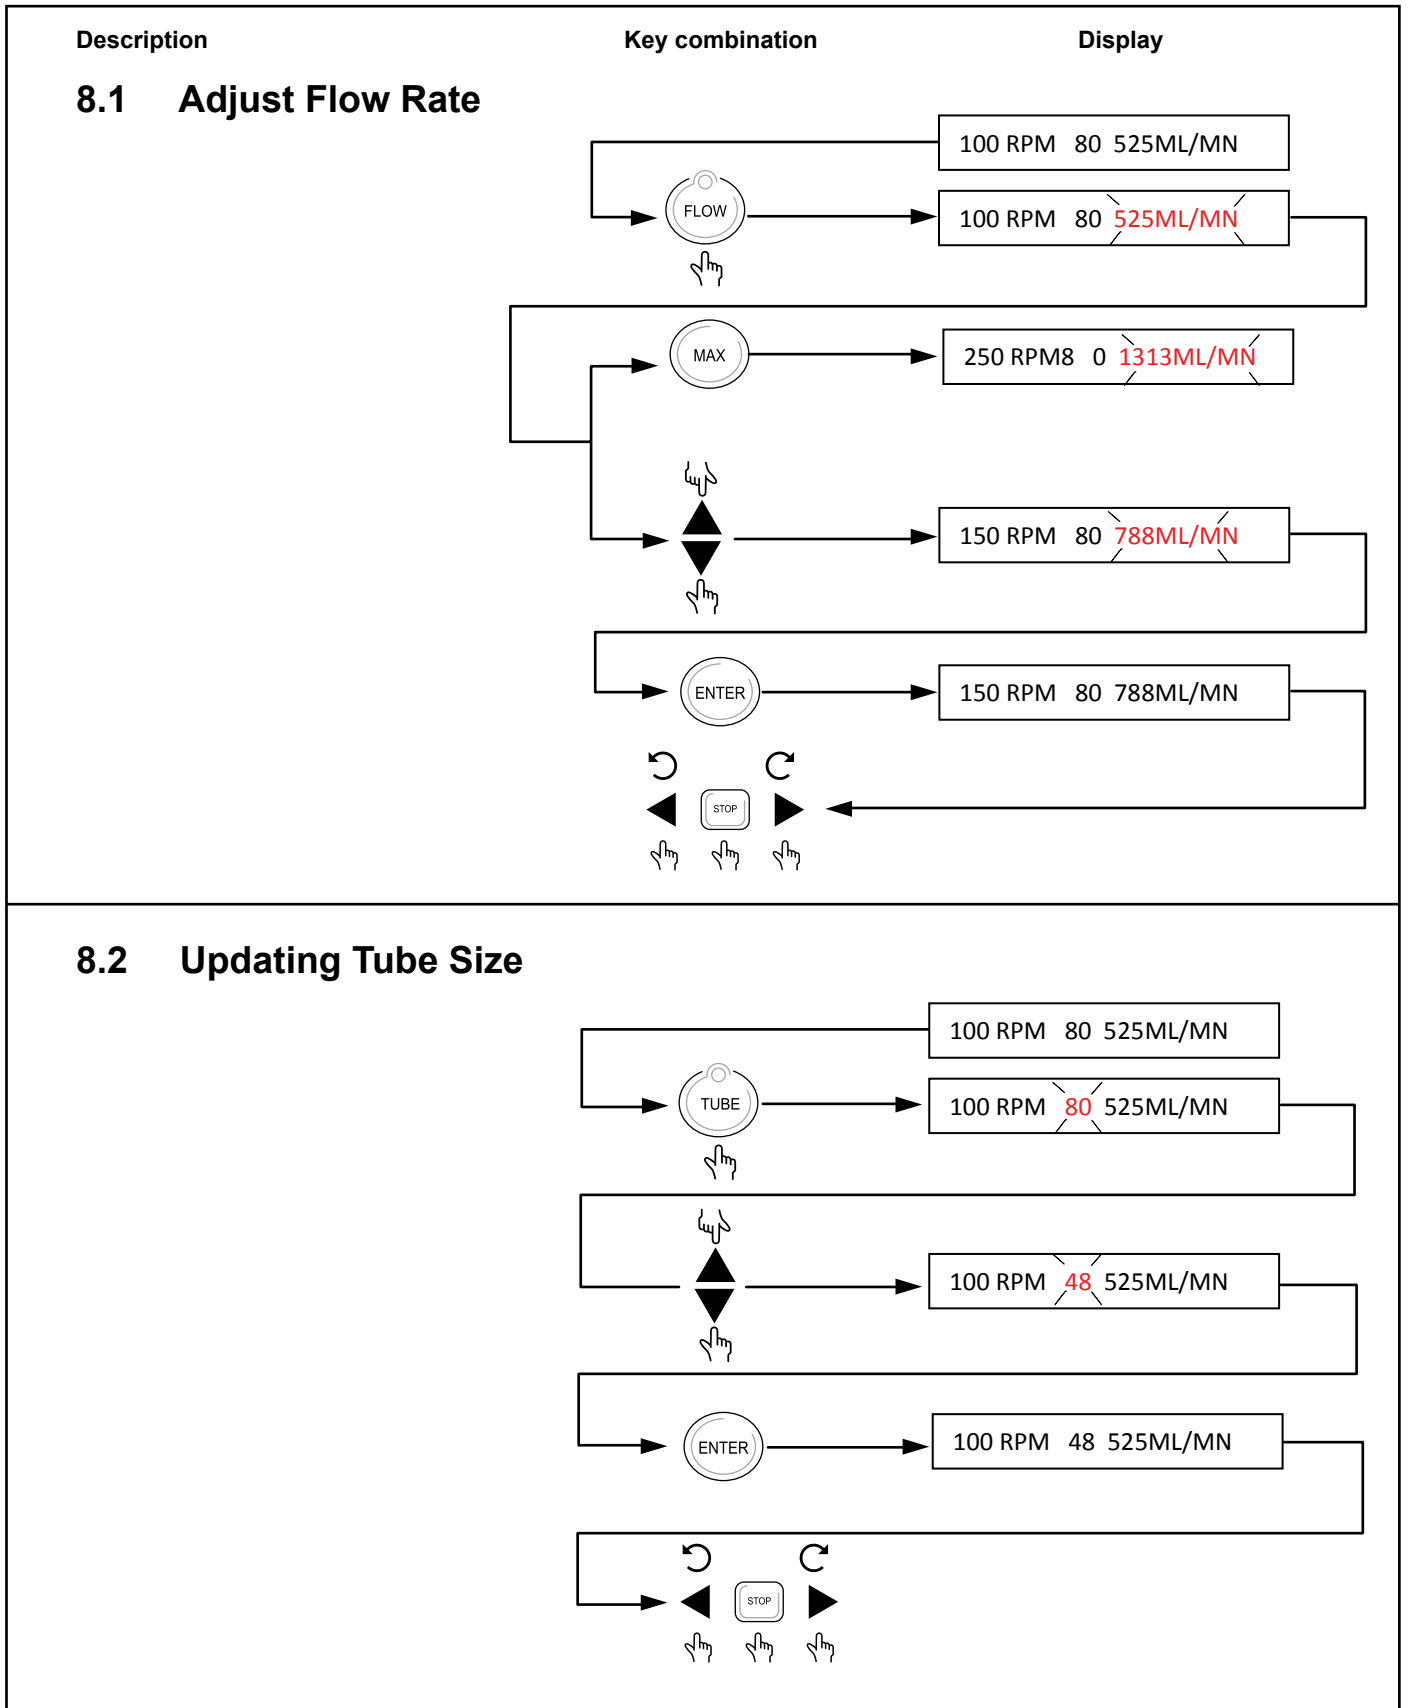 Description Key combination Display
8.1 Adjust Flow Rate
100 RPM 80 525ML/MN
FLOW
100 RPM 80 525ML/MN
MAX
250 RPM8 0 1313ML/MN
150 RPM 80 788ML/MN
ENTER
150 RPM 80 788ML/MN
STOP
8.2 Updating Tube Size
100 RPM 80 525ML/MN
TUBE
100 RPM 80 525ML/MN
100 RPM 48 525ML/MN
ENTER
100 RPM 48 525ML/MN
STOP